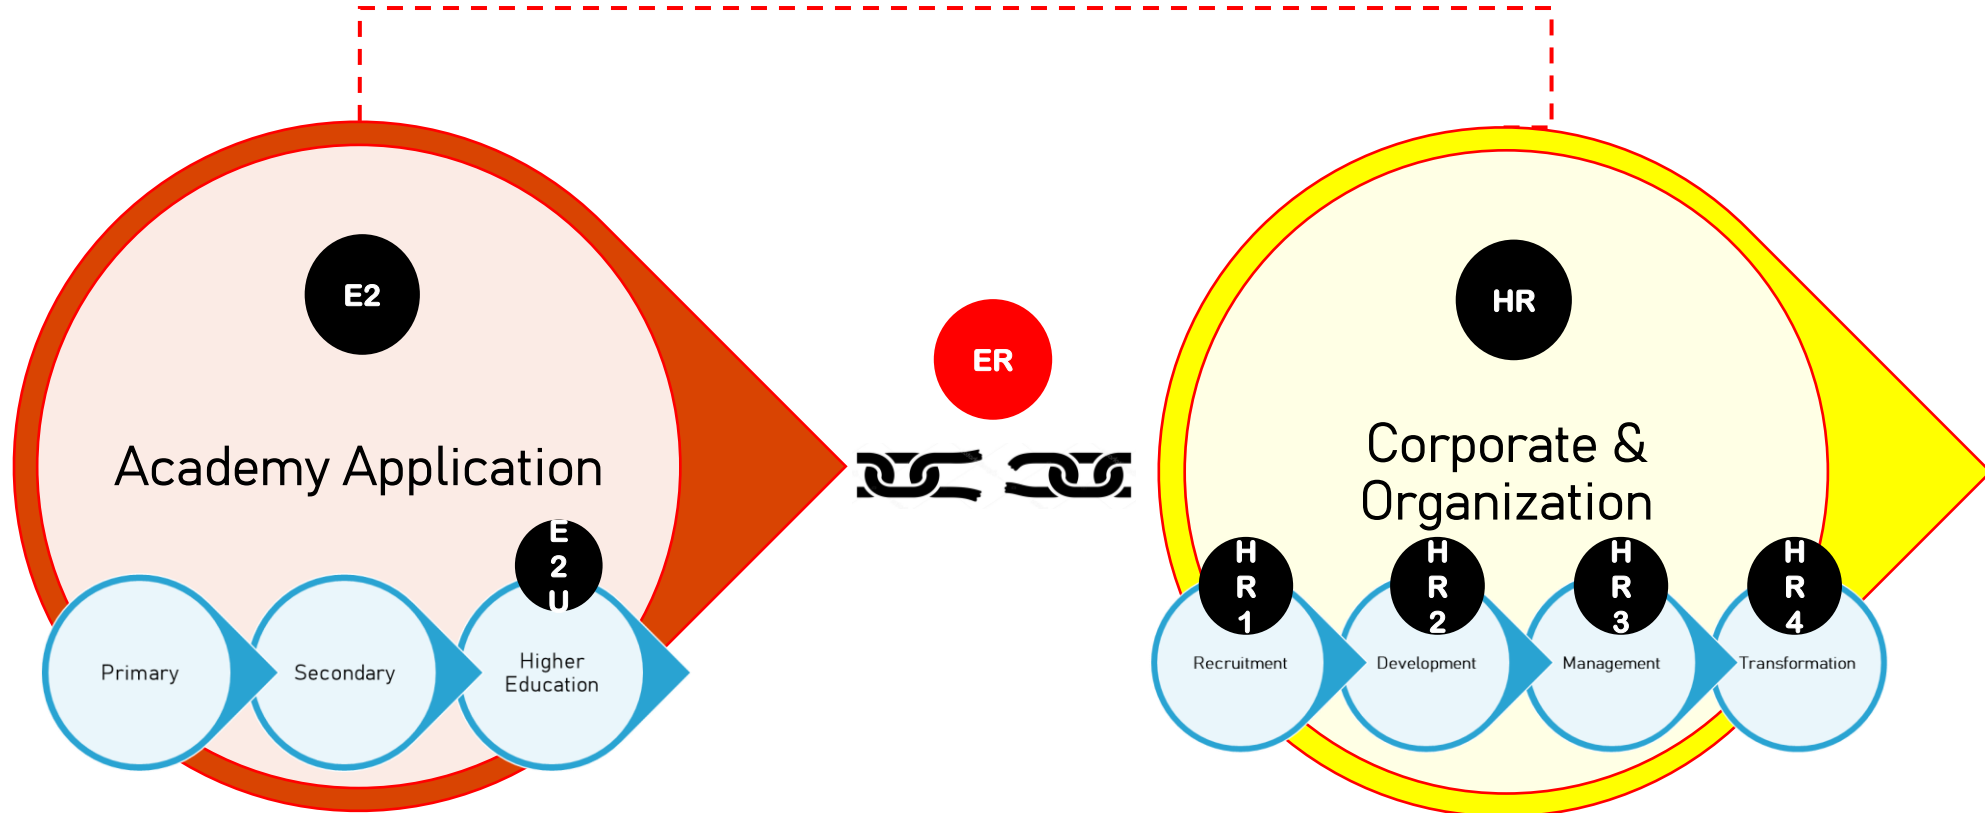 E2
Academy Application
E
2
U
Primary
Secondary
Higher
Education
ER
HR
Corporate &
Organization
H
R
1
H
R
2
H
R
3
H
R
4
Recruitment
Development
Management
Transformation